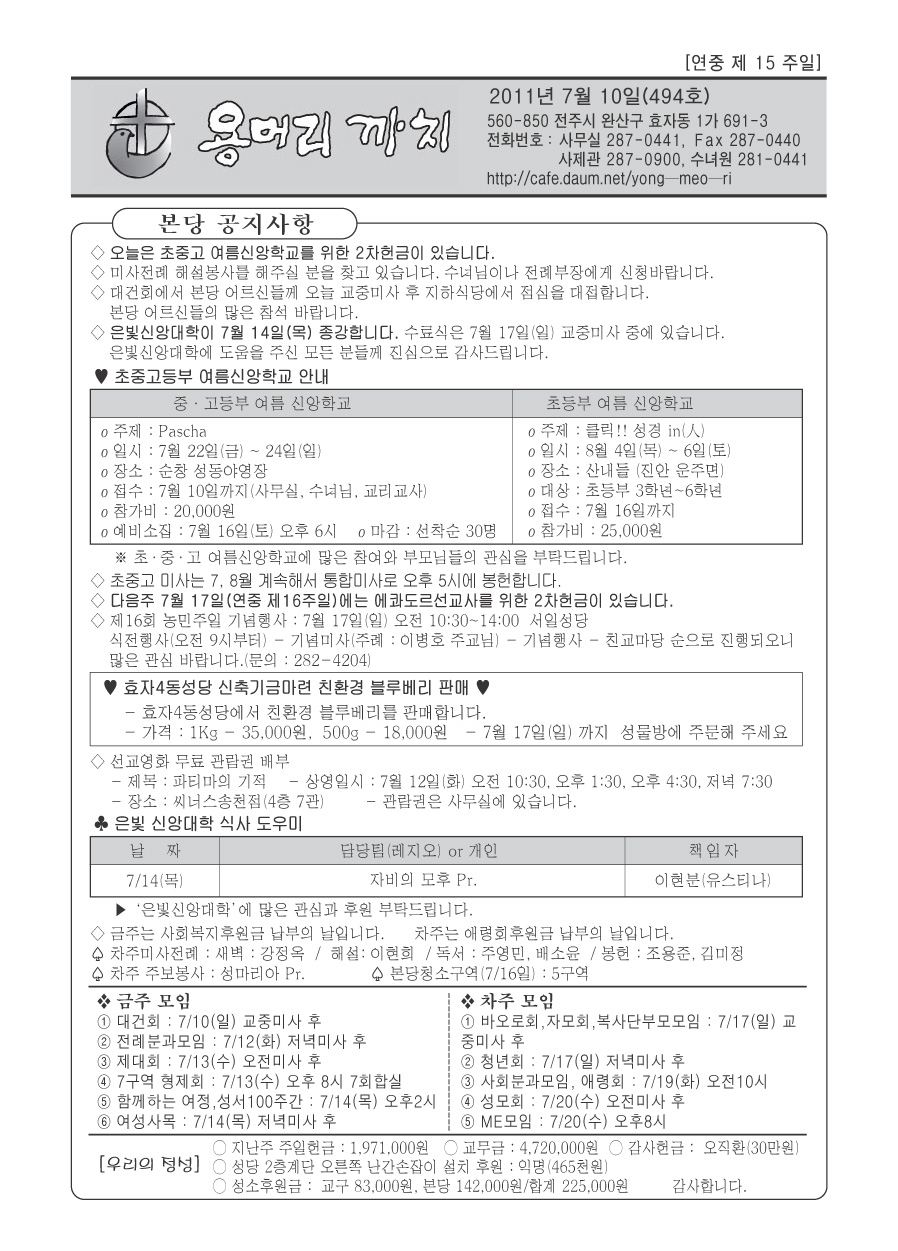 [연중 제 15 주일]
용머리 까치
2011년 7월 10일(494호)
560-850 전주시 완산구 효자동 1가 691-3
전화번호 : 사무실 287-0441, Fax 287-0440
사제관 287-0900, 수녀원 281-0441
http://cafe.daum.net/yong—meo—ri
본당 공지사항
◇ 오늘은 초중고 여름신앙학교를 위한 2차헌금이 있습니다.
◇ 미사전례 해설봉사를 해주실 분을 찾고 있습니다. 수녀님이나 전례부장에게 신청바랍니다.
◇ 대건회에서 본당 어르신들께 오늘 교중미사 후 지하식당에서 점심을 대접합니다.
본당 어르신들의 많은 참석 바랍니다.
◇ 은빛신앙대학이 7월 14일(목) 종강합니다. 수료식은 7월 17일(일) 교중미사 중에 있습니다.
은빛신앙대학에 도움을 주신 모든 분들께 진심으로 감사드립니다.
♥ 초중고등부 여름신앙학교 안내
중 · 고등부 여름 신앙학교
o 주제 : Pascha
o 일시 : 7월 22일(금) ~ 24일(일)
o 장소 : 순창 성동야영장
o 접수 : 7월 10일까지(사무실, 수녀님, 교리교사)
o 참가비 : 20,000원
o 예비소집 : 7월 16일(토) 오후 6시 o 마감 : 선착순 30명
초등부 여름 신앙학교
o 주제 : 클릭!! 성경 in(人)
o 일시 : 8월 4일(목) ~ 6일(토)
o 장소 : 산내들 (진안 운주면)
o 대상 : 초등부 3학년~6학년
o 접수 : 7월 16일까지
o 참가비 : 25,000원
※ 초 · 중 · 고 여름신앙학교에 많은 참여와 부모님들의 관심을 부탁드립니다.
◇ 초중고 미사는 7, 8월 계속해서 통합미사로 오후 5시에 봉헌합니다.
◇ 다음주 7월 17일(연중 제16주일)에는 에콰도르선교사를 위한 2차헌금이 있습니다.
◇ 제16회 농민주일 기념행사 : 7월 17일(일) 오전 10:30~14:00 서일성당
식전행사(오전 9시부터) - 기념미사(주례 : 이병호 주교님) - 기념행사 - 친교마당 순으로 진행되오니
많은 관심 바랍니다.(문의 : 282-4204)
♥ 효자4동성당 신축기금마련 친환경 블루베리 판매 ♥
- 효자4동성당에서 친환경 블루베리를 판매합니다.
- 가격 : 1Kg - 35,000원, 500g - 18,000원 - 7월 17일(일) 까지 성물방에 주문해 주세요
◇ 선교영화 무료 관람권 배부
- 제목 : 파티마의 기적 - 상영일시 : 7월 12일(화) 오전 10:30, 오후 1:30, 오후 4:30, 저녁 7:30
- 장소 : 씨너스송천점(4층 7관) - 관람권은 사무실에 있습니다.
♣ 은빛 신앙대학 식사 도우미
날 짜 담당팀(레지오) or 개인 책임자
7/14(목) 자비의 모후 Pr. 이현분(유스티나)
▶ '은빛신앙대학'에 많은 관심과 후원 부탁드립니다.
◇ 금주는 사회복지후원금 납부의 날입니다. 차주는 애령회후원금 납부의 날입니다.
♤ 차주미사전례 : 새벽 : 강정옥 / 해설: 이현희 / 독서 : 주영민, 배소윤 / 봉헌 : 조용준, 김미정
♤ 차주 주보봉사 : 성마리아 Pr. ♤ 본당청소구역(7/16일) : 5구역
❖ 금주 모임
① 대건회 : 7/10(일) 교중미사 후
② 전례분과모임 : 7/12(화) 저녁미사 후
③ 제대회 : 7/13(수) 오전미사 후
④ 7구역 형제회 : 7/13(수) 오후 8시 7회합실
⑤ 함께하는 여정,성서100주간 : 7/14(목) 오후2시
⑥ 여성사목 : 7/14(목) 저녁미사 후
❖ 차주 모임
① 바오로회,자모회,복사단부모모임 : 7/17(일) 교
중미사 후
② 청년회 : 7/17(일) 저녁미사 후
③ 사회분과모임, 애령회 : 7/19(화) 오전10시
④ 성모회 : 7/20(수) 오전미사 후
⑤ ME모임 : 7/20(수) 오후8시
[우리의 정성]
○ 지난주 주일헌금 : 1,971,000원 ○ 교무금 : 4,720,000원 ○ 감사헌금 : 오직환(30만원)
○ 성당 2층계단 오른쪽 난간손잡이 설치 후원 : 익명(465천원)
○ 성소후원금 : 교구 83,000원, 본당 142,000원/합계 225,000원 감사합니다.